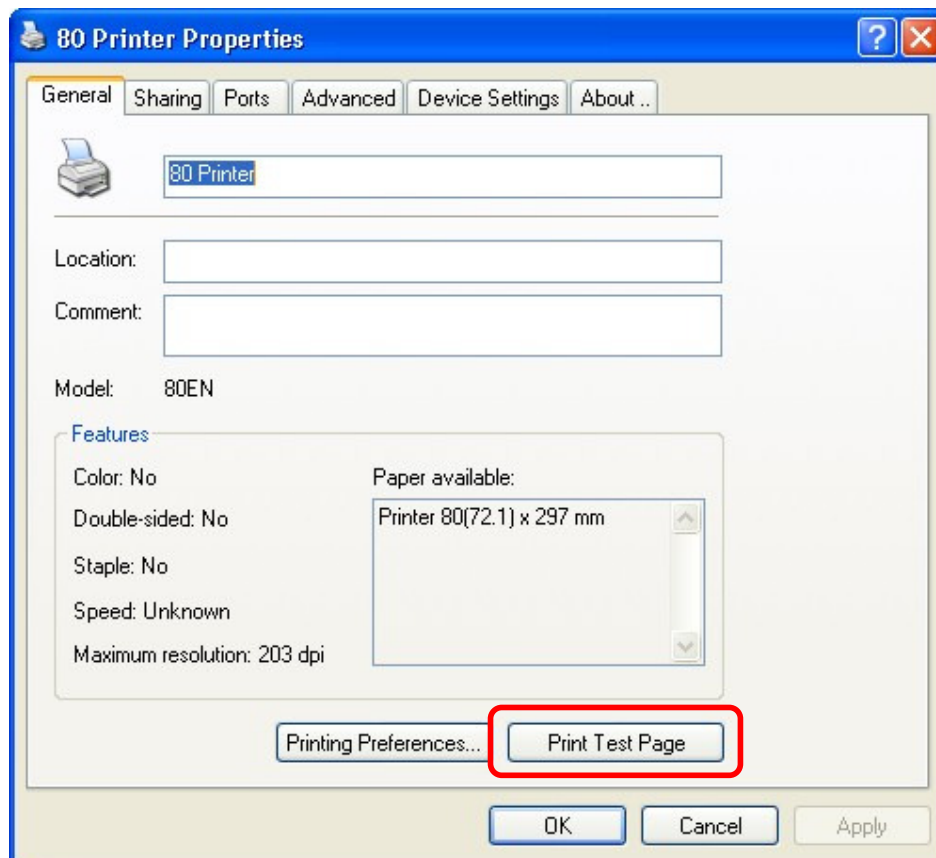 80 Printer Properties
General Sharing Ports Advanced Device Settings About ..
80 Printer
Location:
Comment:
Model: 80EN
Features
Color: No
Paper available:
Double-sided: No
Printer 80(72.1) x 297 mm
Staple: No
Speed: Unknown
Maximum resolution: 203 dpi
Printing Preferences... Print Test Page
OK Cancel Apply